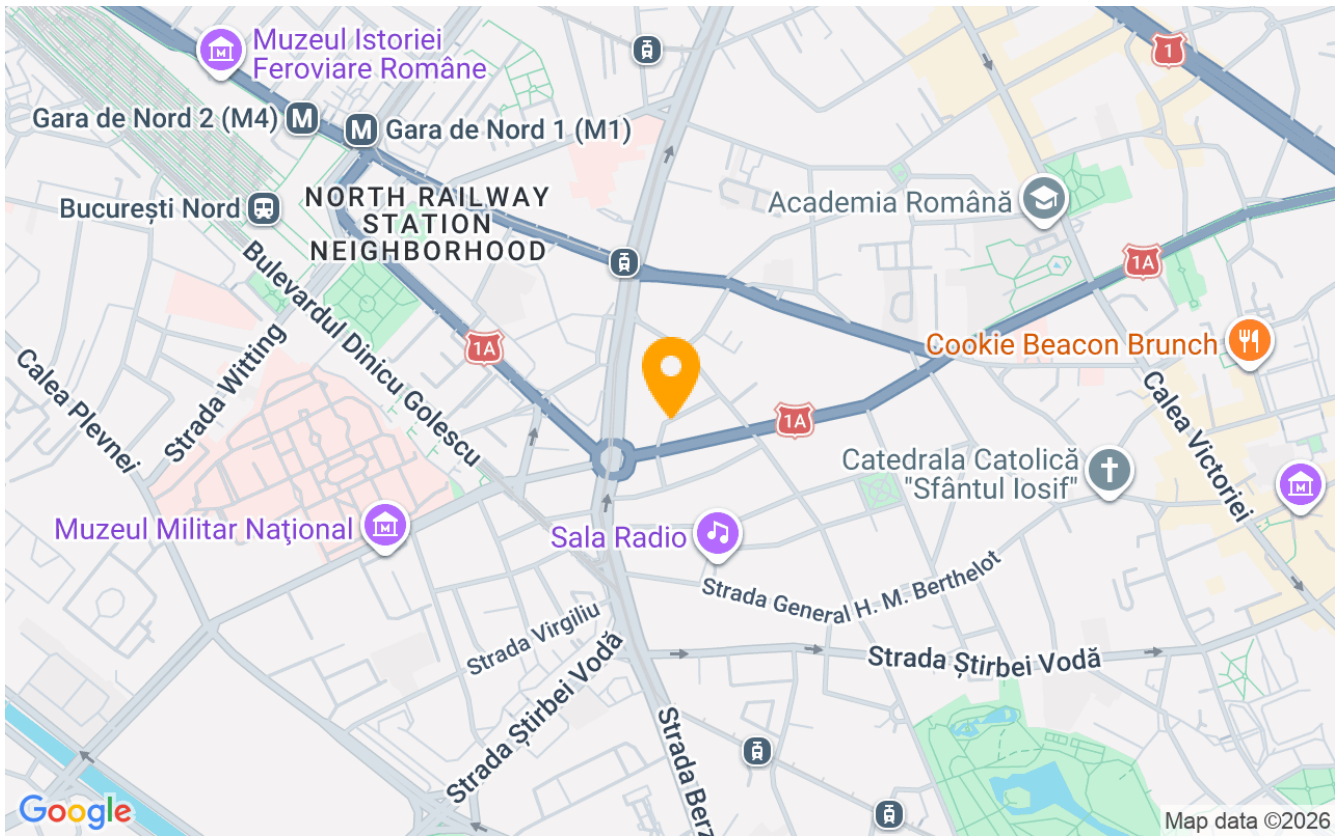 Muzeul Istoriei
Feroviare Române
1
Gara de Nord 2 (M4)
M
M
Gara de Nord 1 (M1)
NORTH RAILWAY
STATION
NEIGHBORHOOD
București Nord
Academia Română
1A
Bulevardul Dinicu Golescu
Strada Witting
Calea Plevnei
1A
Cookie Beacon Brunch
Calea Victoriei
1A
Catedrala Catolică
"Sfântul Iosif"
Muzeul Militar Naţional
Sala Radio
Strada General H. M. Berthelot
Strada Virgiliu
Strada Știrbei Vodă
Strada Știrbei Vodă
Strada Berz
Google
Map data ©2026